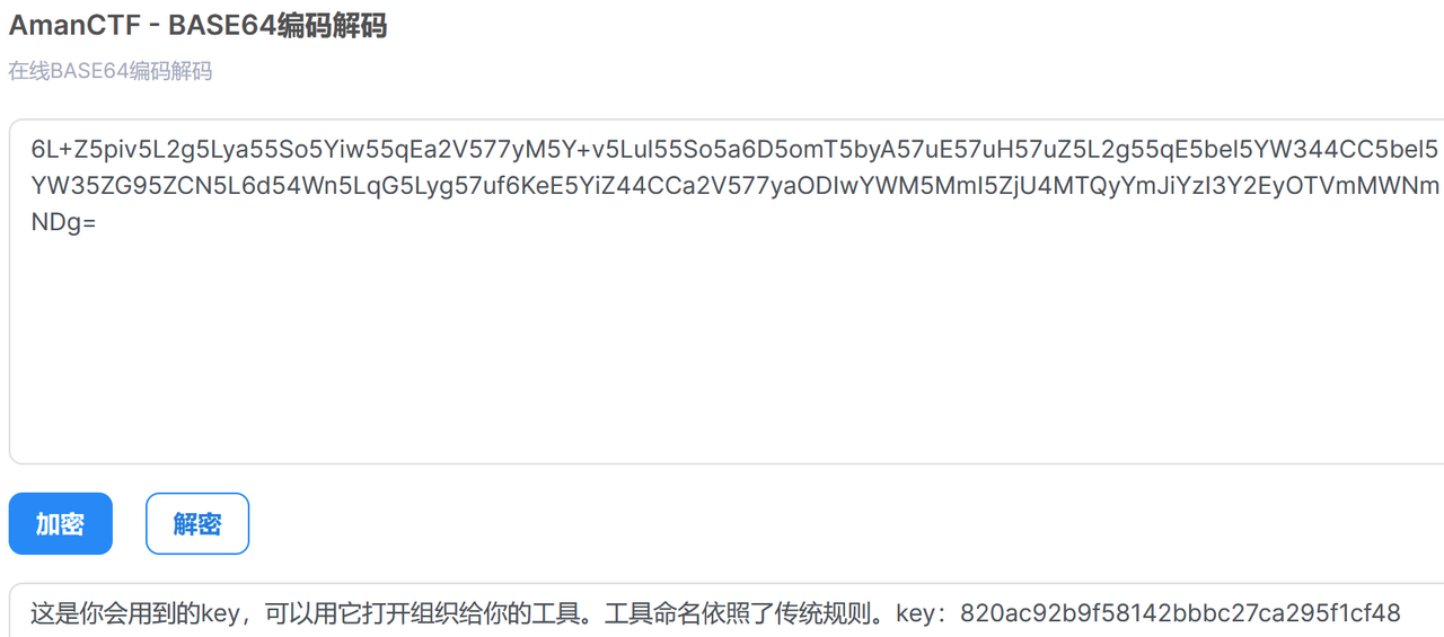 AmanCTF - BASE64编码解码
在线BASE64编码解码
6L+Z5piv5L2g5Lya55So5Yiw55qEa2V577yM5Y+v5LuI55So5a6D5omT5byA57uE57uH57uZ5L2g55qE5beI5YW344CC5beI5
YW35ZG95ZCN5L6d54Wn5LqG5Lyg57uf6KeE5YiZ44CCa2V577yaODIwYWM5MmI5ZjU4MTQyYmJiYzI3Y2EyOTVmMWNm
NDg=
加密
解密
这是你会用到的key，可以用它打开组织给你的工具。工具命名依照了传统规则。key：820ac92b9f58142bbbc27ca295f1cf48